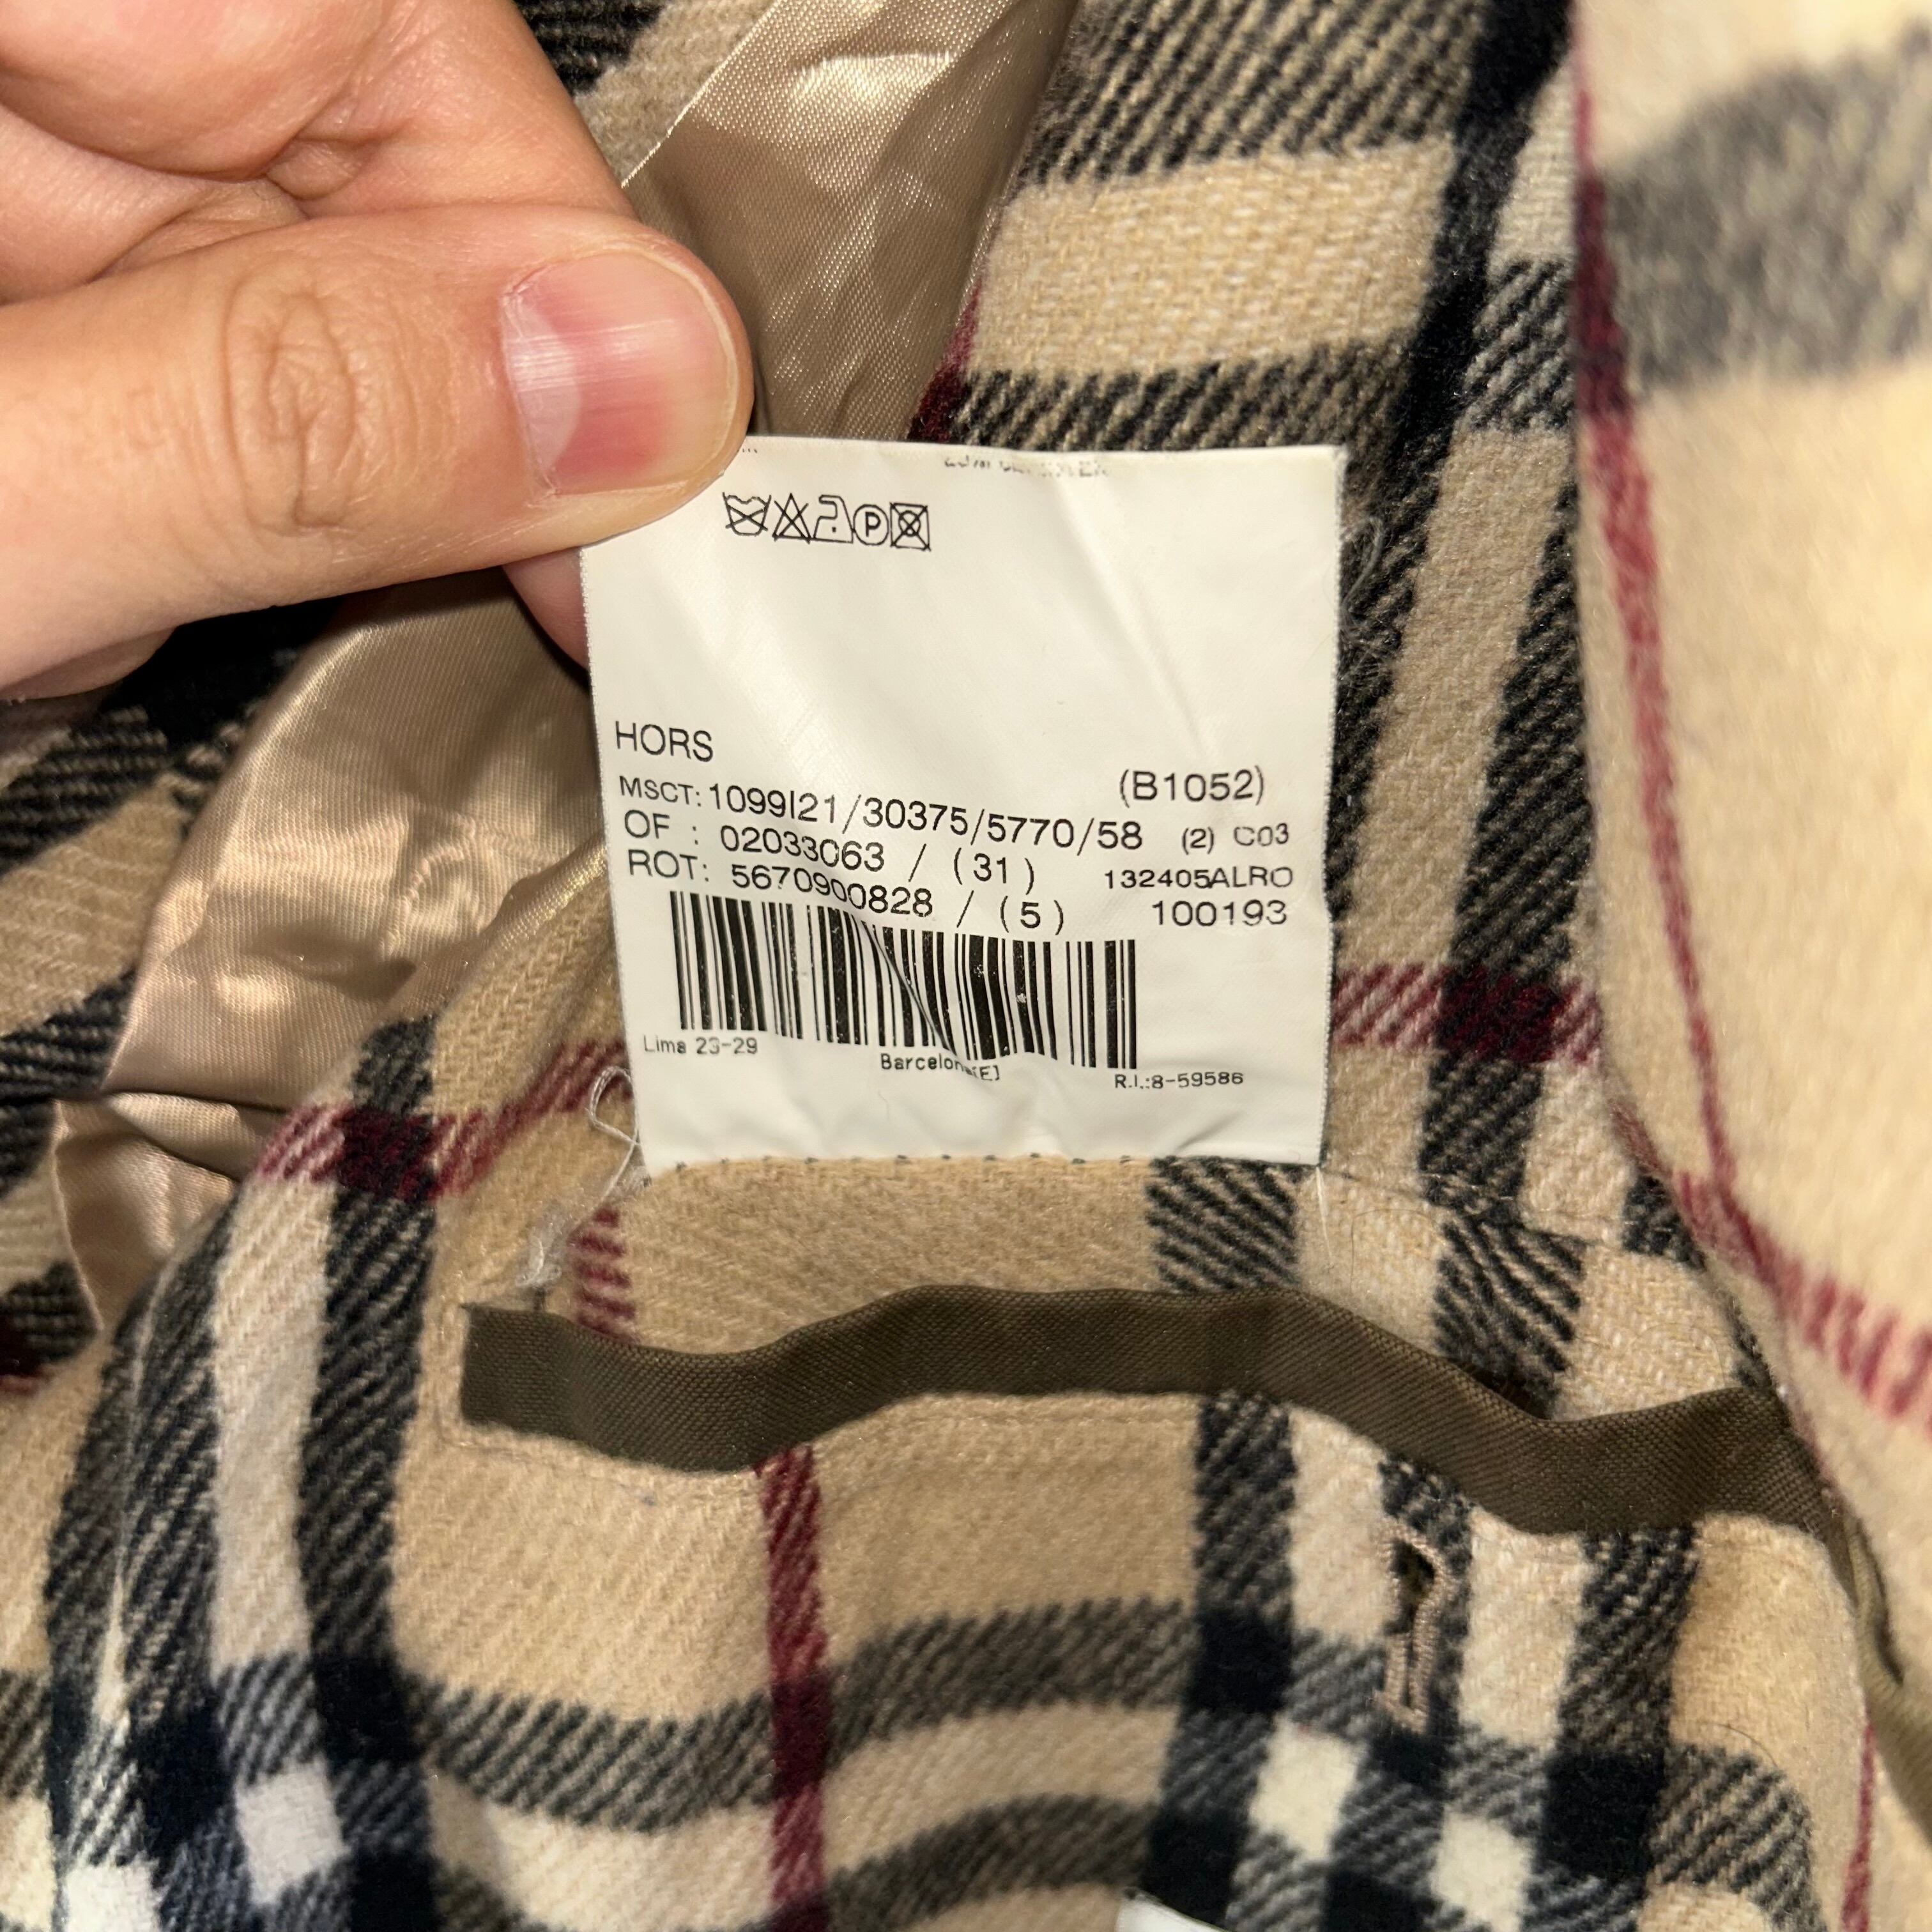 P
HORS
(B1052)
MSCT: 1099I21/30375/5770/58 (2) C03
OF : 02033063 / (31) 132405ALRO
ROT: 5670900828 / (5) 100193
Lima 23-29 Barcelona[E] R.I.:8-59586